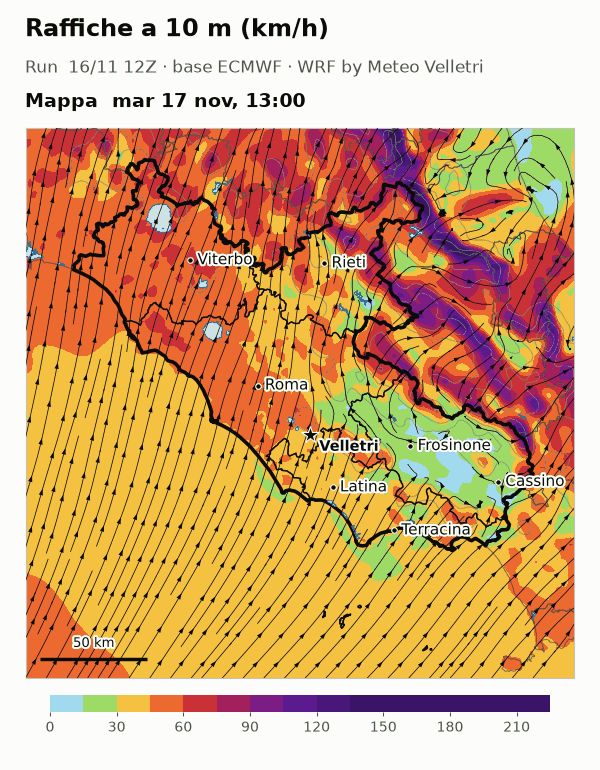 Raffiche a 10 m (km/h)
Run 16/11 12Z · base ECMWF · WRF by Meteo Velletri
Mappa mar 17 nov, 13:00
Viterbo
Rieti
Roma
Velletri
Frosinone
Latina
Cassino
Terracina
50 km
0 30 60 90 120 150 180 210